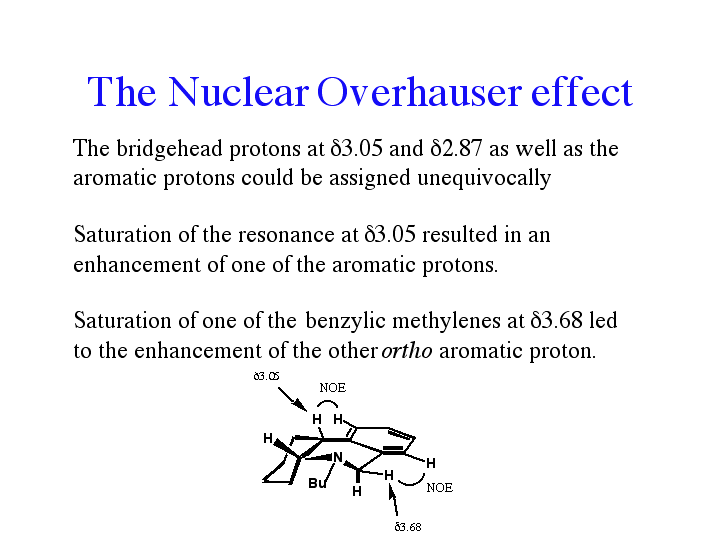 The Nuclear Overhauser effect
The bridgehead protons at δ3.05 and δ2.87 as well as the
aromatic protons could be assigned unequivocally
Saturation of the resonance at δ3.05 resulted in an
enhancement of one of the aromatic protons.
Saturation of one of the benzylic methylenes at δ3.68 led
to the enhancement of the other ortho aromatic proton.
δ3.05
NOE
H H
H
N
H
H
Bu
H
NOE
δ3.68